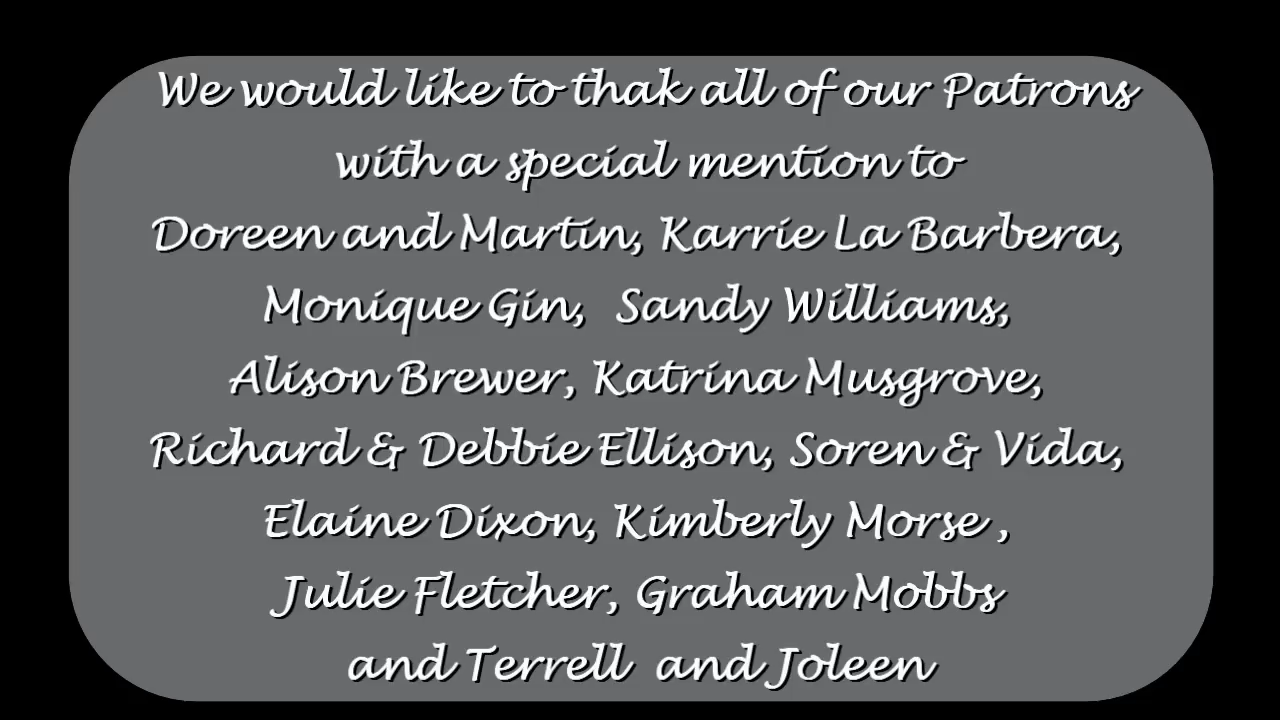 We would like to thak all of our Patrons
with a special mention to
Doreen and Martin, Karrie La Barbera,
Monique Gin,  Sandy Williams,
Alison Brewer, Katrina Musgrove,
Richard & Debbie Ellison, Soren & Vida,
Elaine Dixon, Kimberly Morse ,
Julie Fletcher, Graham Mobbs
and Terrell  and Joleen